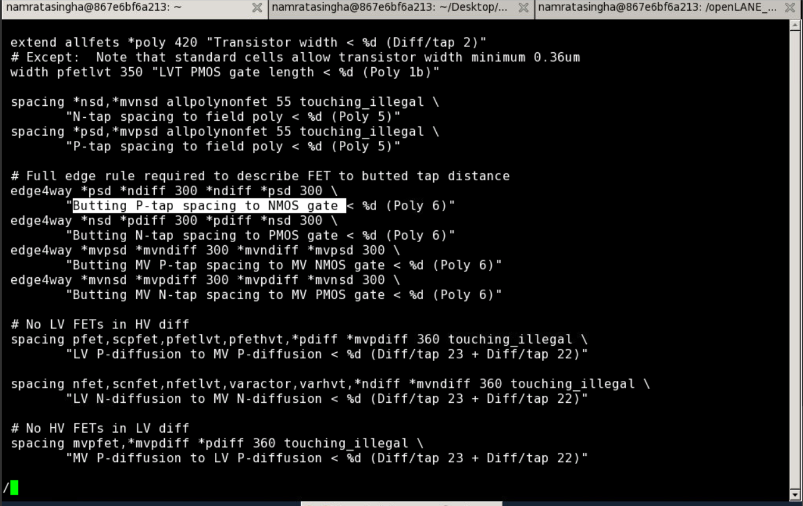 namratasingha@867e6bf6a213: ~
namratasingha@867e6bf6a213: ~/Desktop/...
namratasingha@867e6bf6a213: /openLANE_...
extend allfets *poly 420 "Transistor width < %d (Diff/tap 2)"
# Except:  Note that standard cells allow transistor width minimum 0.36um
width pfetlvt 350 "LVT PMOS gate length < %d (Poly 1b)"
spacing *nsd,*mvnsd allpolynonfet 55 touching_illegal \
"N-tap spacing to field poly < %d (Poly 5)"
spacing *psd,*mvpsd allpolynonfet 55 touching_illegal \
"P-tap spacing to field poly < %d (Poly 5)"
# Full edge rule required to describe FET to butted tap distance
edge4way *psd *ndiff 300 *ndiff *psd 300 \
"Butting P-tap spacing to NMOS gate < %d (Poly 6)"
edge4way *nsd *pdiff 300 *pdiff *nsd 300 \
"Butting N-tap spacing to PMOS gate < %d (Poly 6)"
edge4way *mvpsd *mvndiff 300 *mvndiff *mvpsd 300 \
"Butting MV P-tap spacing to MV NMOS gate < %d (Poly 6)"
edge4way *mvnsd *mvpdiff 300 *mvpdiff *mvnsd 300 \
"Butting MV N-tap spacing to MV PMOS gate < %d (Poly 6)"
# No LV FETs in HV diff
spacing pfet,scpfet,pfetlvt,pfethvt,*pdiff *mvpdiff 360 touching_illegal \
"LV P-diffusion to MV P-diffusion < %d (Diff/tap 23 + Diff/tap 22)"
spacing nfet,scnfet,nfetlvt,varactor,varhvt,*ndiff *mvndiff 360 touching_illegal \
"LV N-diffusion to MV N-diffusion < %d (Diff/tap 23 + Diff/tap 22)"
# No HV FETs in LV diff
spacing mvpfet,*mvpdiff *pdiff 360 touching_illegal \
"MV P-diffusion to LV P-diffusion < %d (Diff/tap 23 + Diff/tap 22)"
/